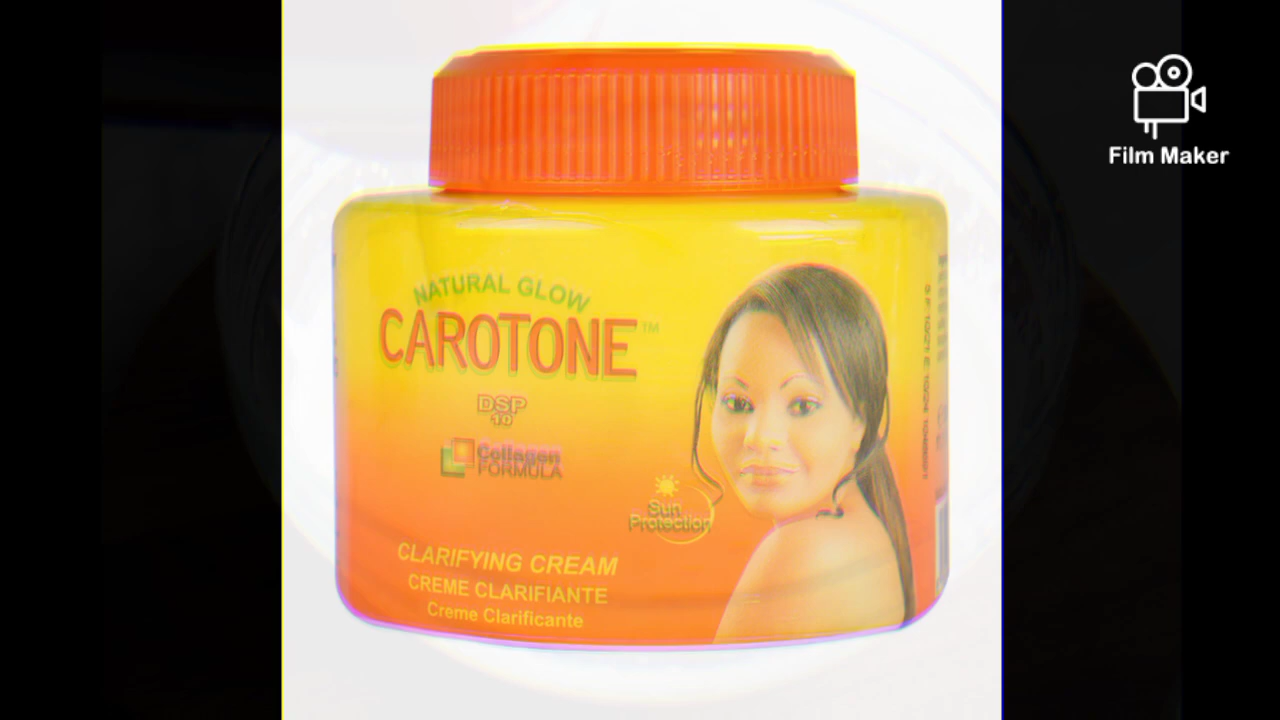 Film Maker
NATURAL GLOW
CAROTONE™
DSP
10
Collagen
FORMULA
Sun
Protection
CLARIFYING CREAM
CREME CLARIFIANTE
Creme Clarificante